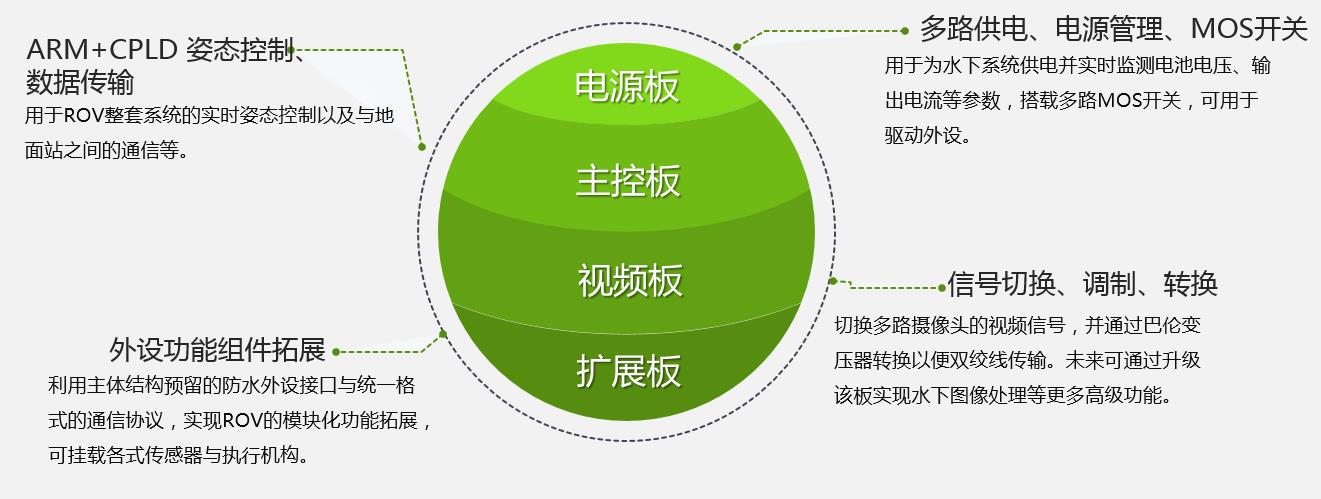 ARM+CPLD 姿态控制、
数据传输
用于ROV整套系统的实时姿态控制以及与地
面站之间的通信等。
多路供电、电源管理、MOS开关
用于为水下系统供电并实时监测电池电压、输
出电流等参数，搭载多路MOS开关，可用于
驱动外设。
电源板
主控板
视频板
扩展板
外设功能组件拓展
利用主体结构预留的防水外设接口与统一格
式的通信协议，实现ROV的模块化功能拓展，
可挂载各式传感器与执行机构。
信号切换、调制、转换
切换多路摄像头的视频信号，并通过巴伦变
压器转换以便双绞线传输。未来可通过升级
该板实现水下图像处理等更多高级功能。